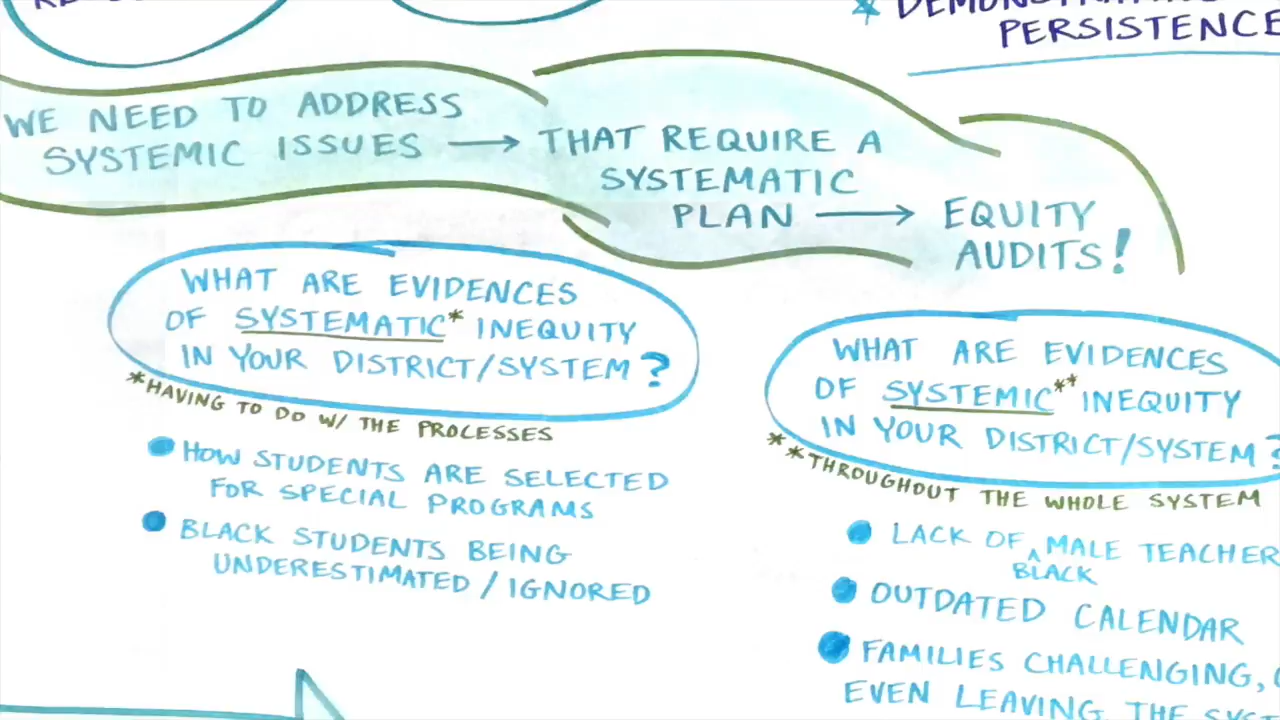 PERSISTENCE
WE NEED TO ADDRESS
SYSTEMIC ISSUES →
THAT REQUIRE A
SYSTEMATIC
PLAN →
EQUITY
AUDITS!
WHAT ARE EVIDENCES
OF SYSTEMATIC* INEQUITY
IN YOUR DISTRICT/SYSTEM?
*HAVING TO DO W/ THE PROCESSES
HOW STUDENTS ARE SELECTED
FOR SPECIAL PROGRAMS
BLACK STUDENTS BEING
UNDERESTIMATED / IGNORED
WHAT ARE EVIDENCES
OF SYSTEMIC** INEQUITY
IN YOUR DISTRICT/SYSTEM?
**THROUGHOUT THE WHOLE SYSTEM
LACK OF ^ MALE TEACHER
BLACK
OUTDATED CALENDAR
FAMILIES CHALLENGING,
EVEN LEAVING, THE